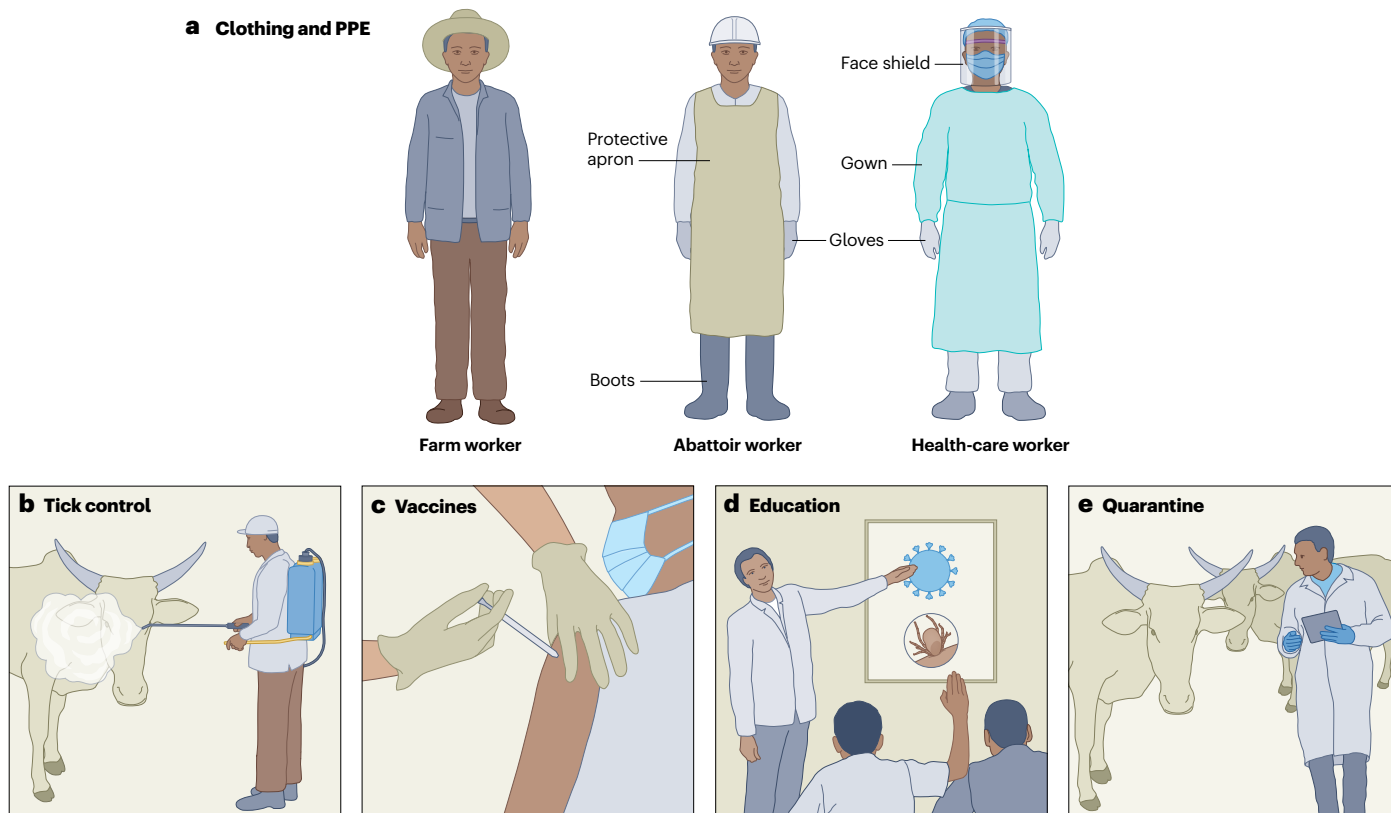 a Clothing and PPE
Face shield
Protective
apron
Gown
Gloves
Boots
Farm worker
Abattoir worker
Health-care worker
b Tick control
c Vaccines
d Education
e Quarantine